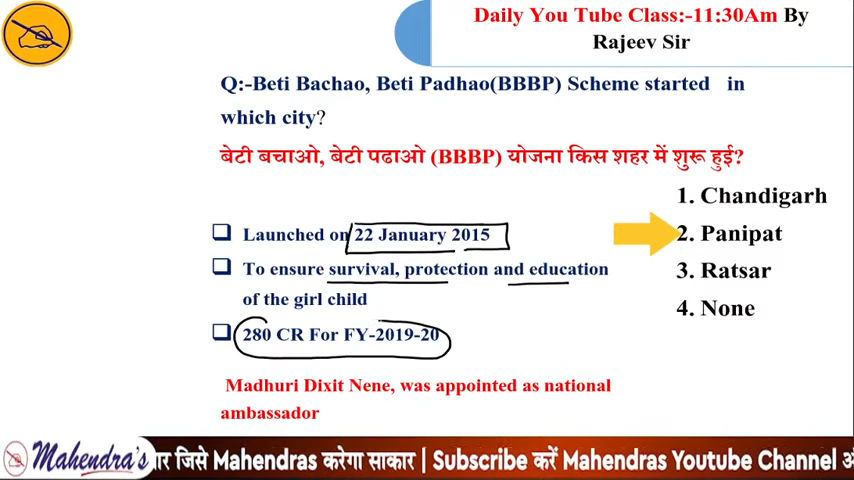 Daily You Tube Class:-11:30Am By
Rajeev Sir
Q:-Beti Bachao, Beti Padhao(BBBP) Scheme started in
which city?
बेटी बचाओ, बेटी पढाओ (BBBP) योजना किस शहर में शुरू हुई?
1. Chandigarh
2. Panipat
3. Ratsar
4. None
Launched on 22 January 2015
To ensure survival, protection and education
of the girl child
280 CR For FY-2019-20
Madhuri Dixit Nene, was appointed as national
ambassador
Mahendra's
जिसे Mahendras करेगा साकार | Subscribe करें Mahendras Youtube Channel